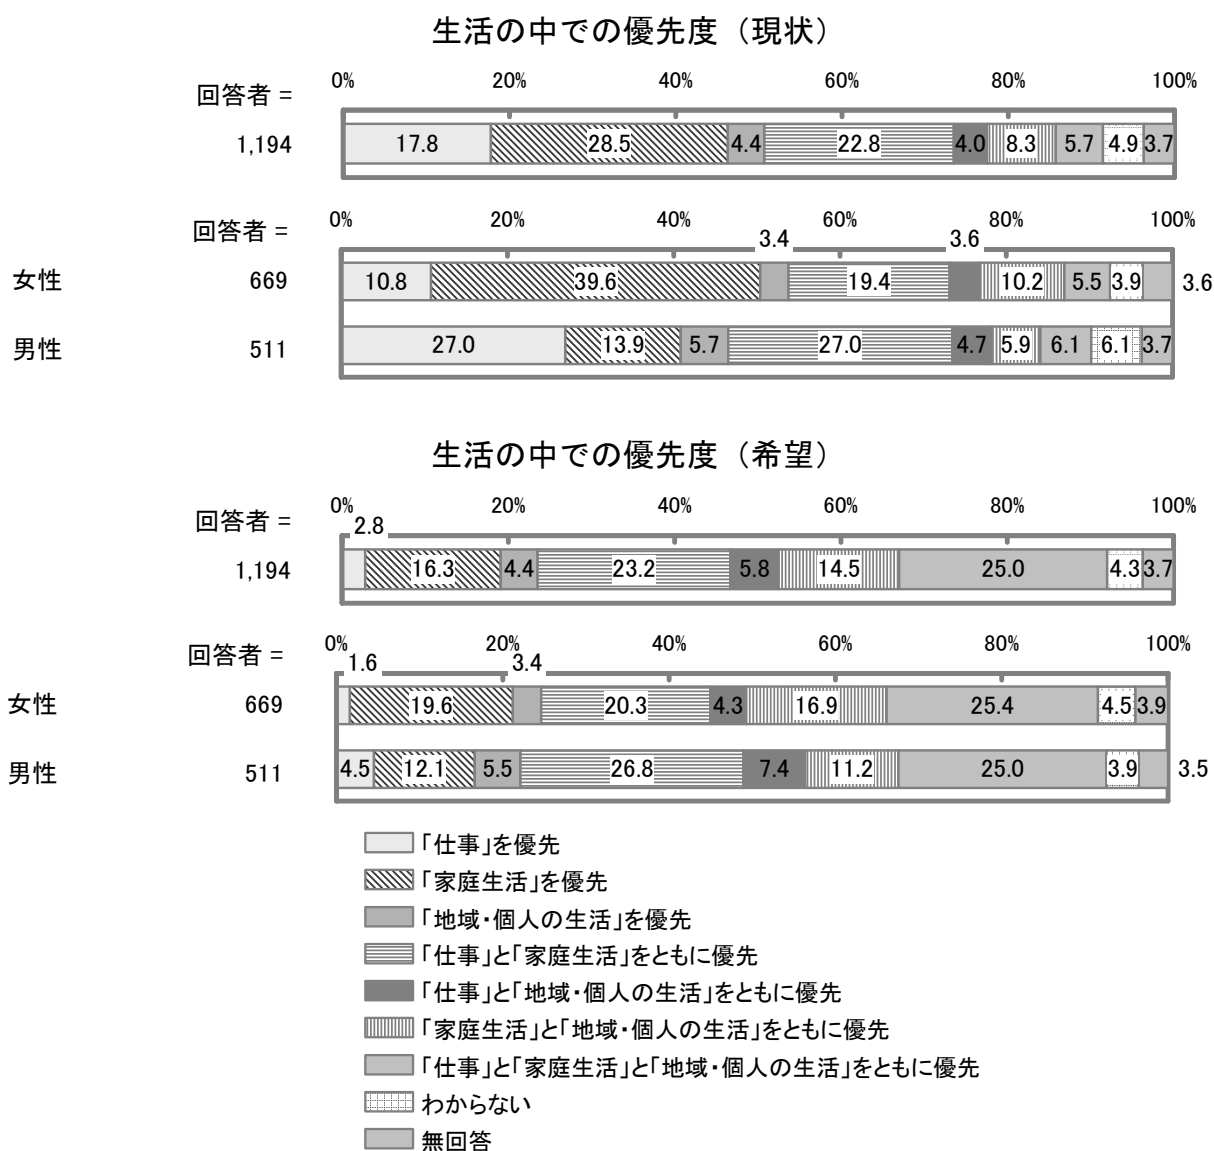 生活の中での優先度（現状）
0% 20% 40% 60% 80% 100%
回答者 =
1,194 17.8 28.5 4.4 22.8 4.0 8.3 5.7 4.9 3.7
0% 20% 40% 60% 80% 100%
回答者 =
3.4 3.6
女性 669 10.8 39.6 19.4 10.2 5.5 3.9 3.6
男性 511 27.0 13.9 5.7 27.0 4.7 5.9 6.1 6.1 3.7
生活の中での優先度（希望）
0% 20% 40% 60% 80% 100%
回答者 =
2.8
1,194 16.3 4.4 23.2 5.8 14.5 25.0 4.3 3.7
0% 20% 40% 60% 80% 100%
回答者 =
1.6 3.4
女性 669 19.6 20.3 4.3 16.9 25.4 4.5 3.9
男性 511 4.5 12.1 5.5 26.8 7.4 11.2 25.0 3.9 3.5
「仕事」を優先
「家庭生活」を優先
「地域・個人の生活」を優先
「仕事」と「家庭生活」をともに優先
「仕事」と「地域・個人の生活」をともに優先
「家庭生活」と「地域・個人の生活」をともに優先
「仕事」と「家庭生活」と「地域・個人の生活」をともに優先
わからない
無回答